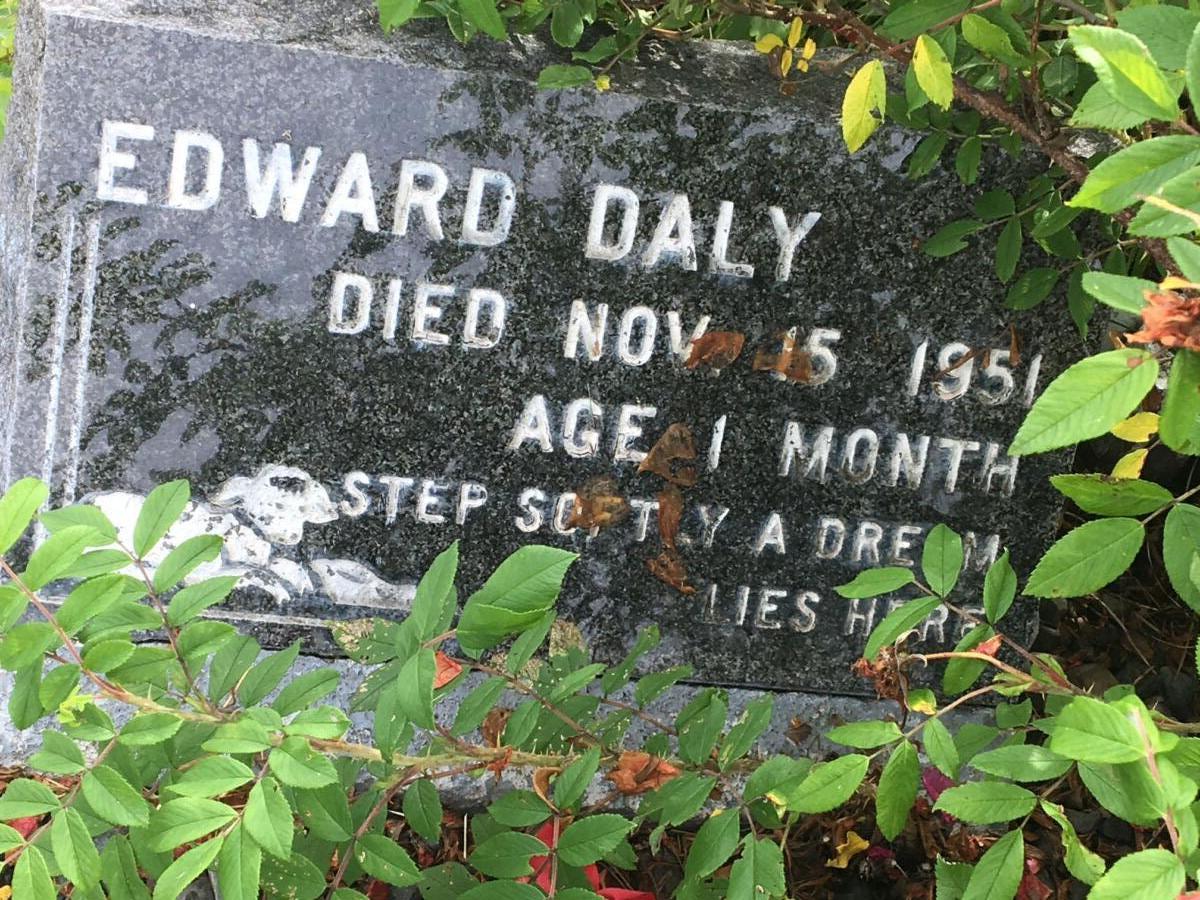 EDWARD DALY
DIED NOV 15 1951
AGE 1 MONTH
STEP SOFTLY A DREAM
LIES HERE